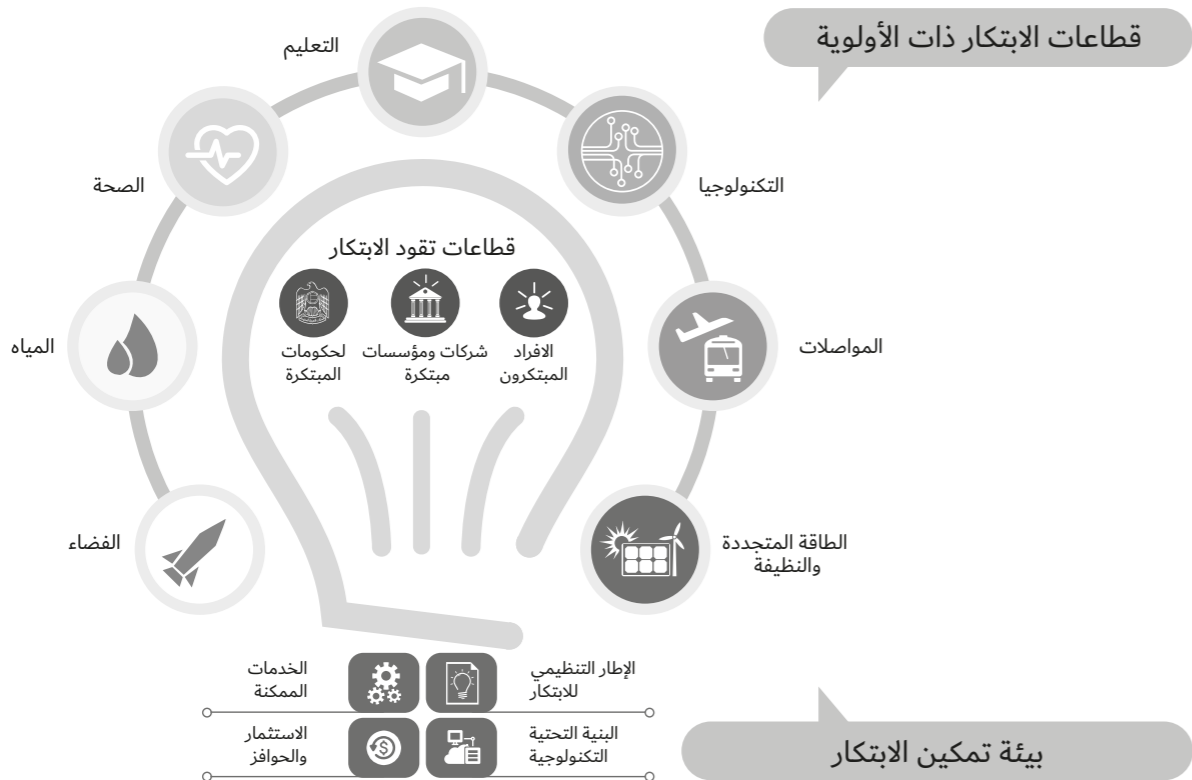 قطاعات الابتكار ذات الأولوية
التعليم
التكنولوجيا
الصحة
المواصلات
المياه
الطاقة المتجددة
والنظيفة
الفضاء
قطاعات تقود الابتكار
الافراد
المبتكرون
شركات ومؤسسات
مبتكرة
لحكومات
المبتكرة
الإطار التنظيمي
للابتكار
الخدمات
الممكنة
البنية التحتية
التكنولوجية
الاستثمار
والحوافز
بيئة تمكين الابتكار